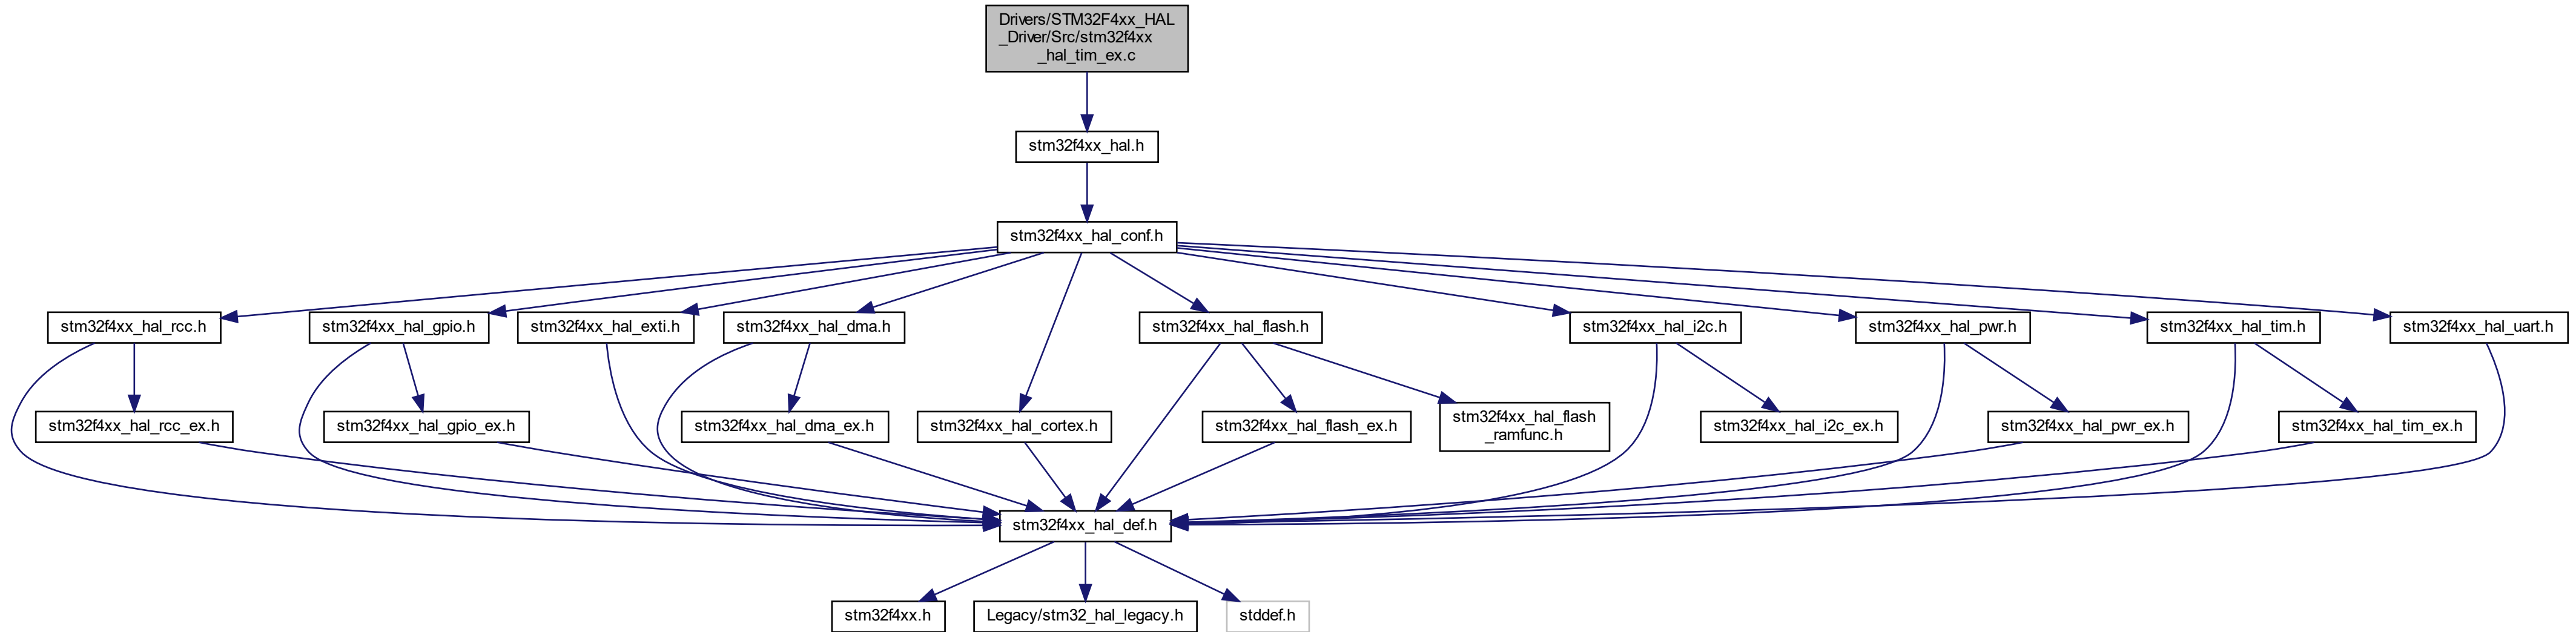 Drivers/STM32F4xx_HAL
_Driver/Src/stm32f4xx
_hal_tim_ex.c
stm32f4xx_hal.h
stm32f4xx_hal_conf.h
stm32f4xx_hal_rcc.h
stm32f4xx_hal_gpio.h
stm32f4xx_hal_exti.h
stm32f4xx_hal_dma.h
stm32f4xx_hal_flash.h
stm32f4xx_hal_i2c.h
stm32f4xx_hal_pwr.h
stm32f4xx_hal_tim.h
stm32f4xx_hal_uart.h
stm32f4xx_hal_rcc_ex.h
stm32f4xx_hal_gpio_ex.h
stm32f4xx_hal_dma_ex.h
stm32f4xx_hal_cortex.h
stm32f4xx_hal_flash_ex.h
stm32f4xx_hal_flash
_ramfunc.h
stm32f4xx_hal_i2c_ex.h
stm32f4xx_hal_pwr_ex.h
stm32f4xx_hal_tim_ex.h
stm32f4xx_hal_def.h
stm32f4xx.h
Legacy/stm32_hal_legacy.h
stddef.h